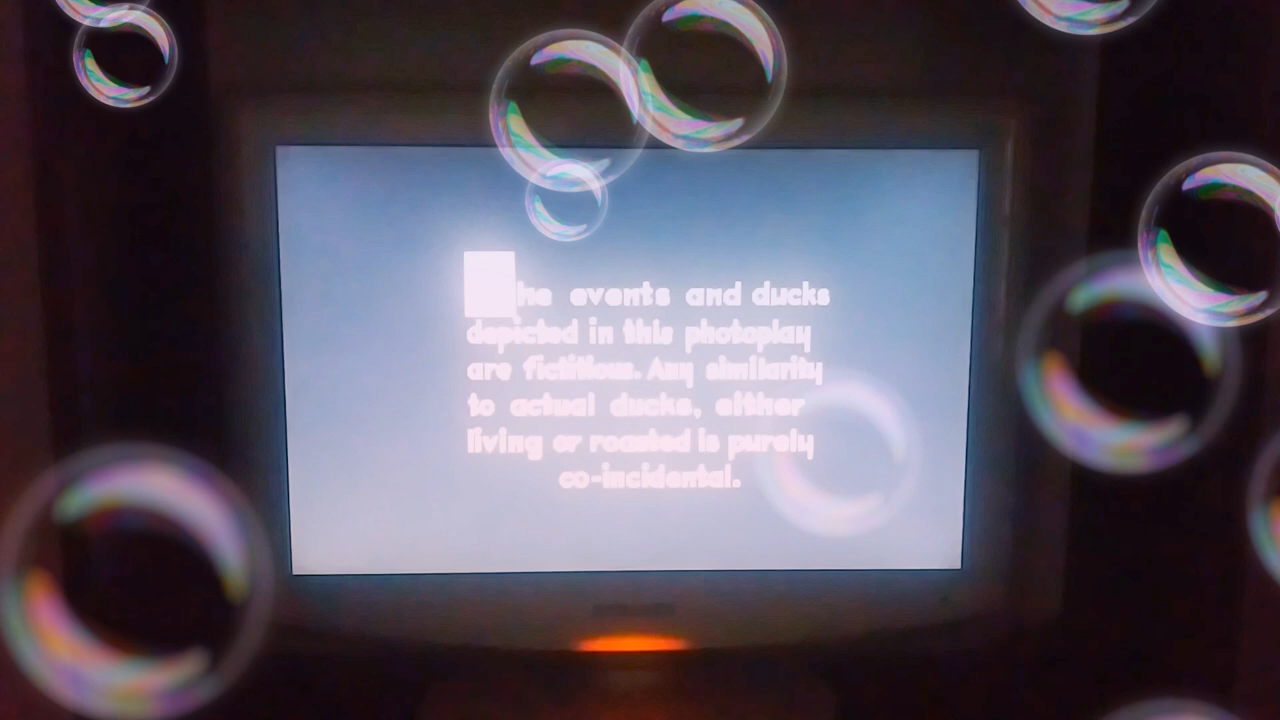 he events and ducks
depicted in this photoplay
are fictitious. Any similarity
to actual ducks, either
living or roasted is purely
co-incidental.